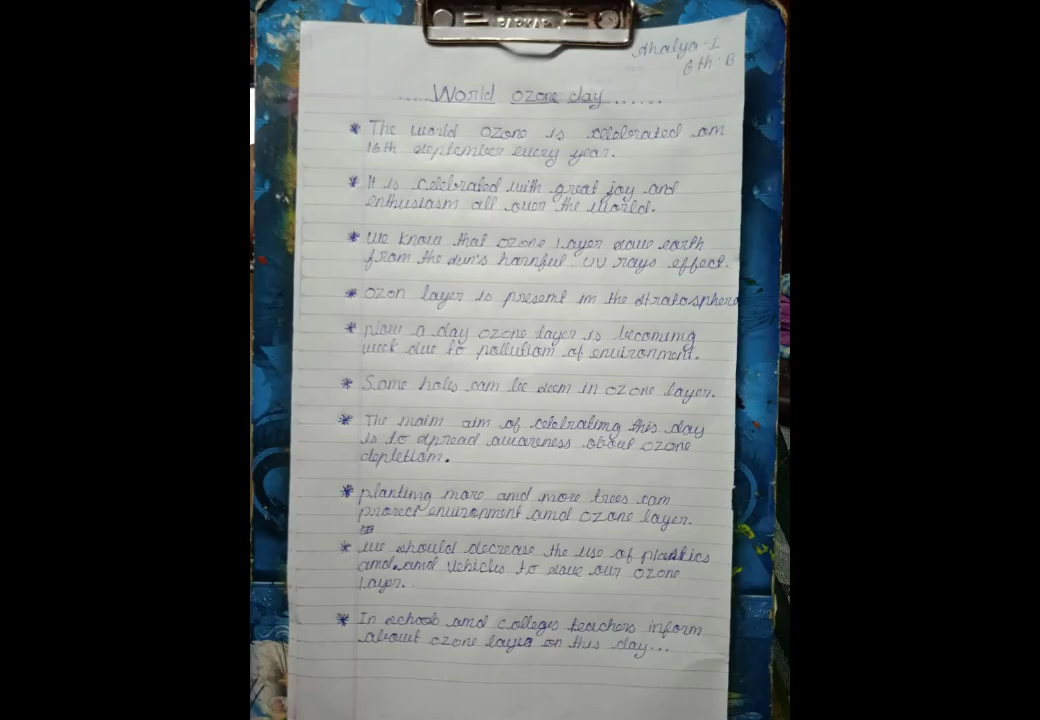 PARKAR
Ahalya-I
6th:B
......World ozone day......
* The world ozone is celebrated on
16th september every year.
* It is celebrated with great joy and
enthusiasm all over the world.
* We know that ozone layer save earth
from the sun's harmful UV rays effect.
* ozon layer is present in the stratosphere
* Now a day ozone layer is becoming
week due to pollution of environment.
* Some holes can be seen in ozone layer.
* The main aim of celebrating this day
is to spread awareness about ozone
depletion.
* planting more and more trees can
protect environment and ozone layer.
* We should decrease the use of plastics
and.and vehicles to save our ozone
layer..
* In schools and colleges teachers inform
about ozone layer on this day...